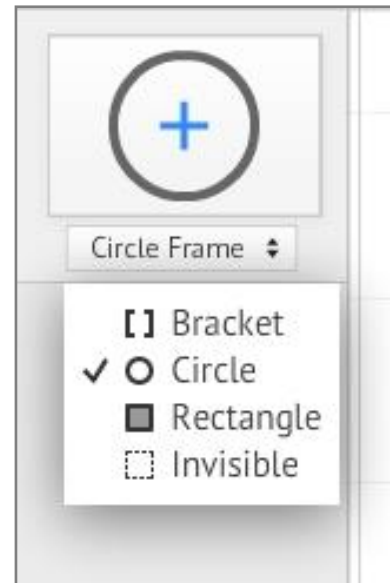 Circle Frame
Bracket
Circle
Rectangle
Invisible